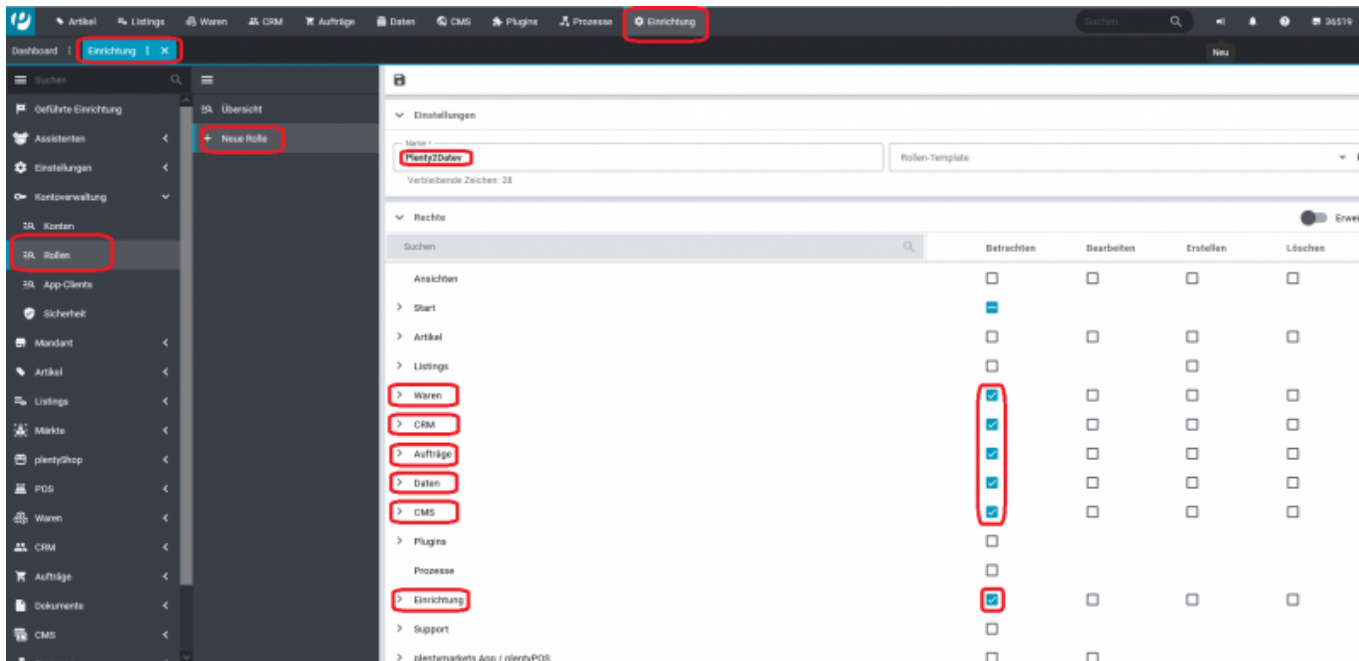 Artikel Listings Waren CRM Aufträge Daten CMS Plugins Prozesse Einrichtung Suchen 36519
Dashboard Einrichtung Neu
Suchen
Geführte Einrichtung
Assistenten
Einstellungen
Kontoverwaltung
Konten
Rollen
App-Clients
Sicherheit
Mandant
Artikel
Listings
Märkte
plentyShop
POS
Waren
CRM
Aufträge
Dokumente
CMS
Übersicht
+ Neue Rolle
Einstellungen
Name *
Plenty2Datev
Rollen-Template
Verbleibende Zeichen: 28
Rechte
Erwei
Suchen Betrachten Bearbeiten Erstellen Löschen
Ansichten
Start
Artikel
Listings
Waren
CRM
Aufträge
Daten
CMS
Plugins
Prozesse
Einrichtung
Support
plentymarkets App / plentyPOS